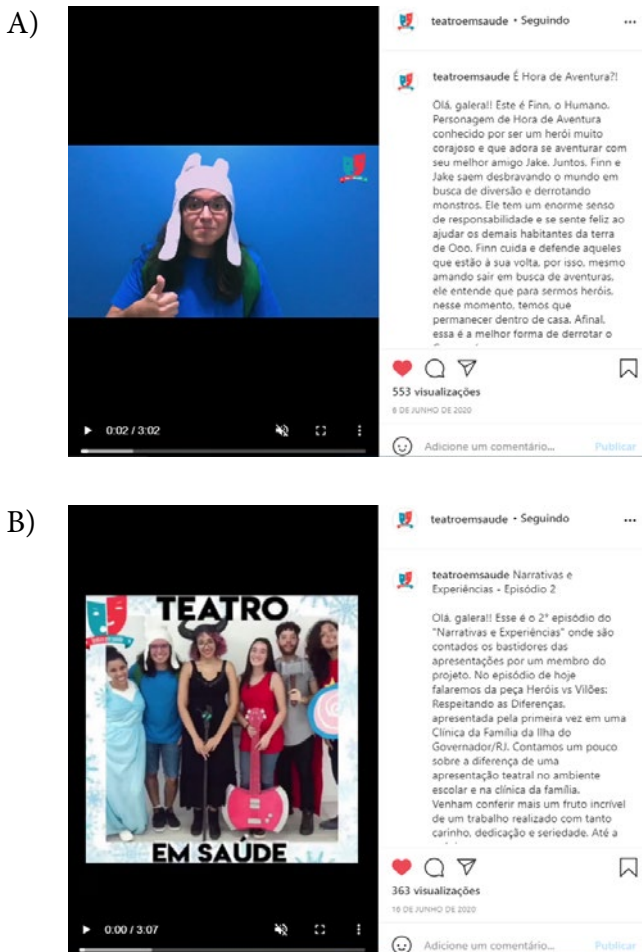 A)
teatroemsaude • Seguindo
teatroemsaude É Hora de Aventura?!
Olá, galera!! Este é Finn, o Humano.
Personagem de Hora de Aventura
conhecido por ser um herói muito
corajoso e que adora se aventurar com
seu melhor amigo Jake. Juntos, Finn e
Jake saem desbravando o mundo em
busca de diversão e derrotando
monstros. Ele tem um enorme senso
de responsabilidade e se sente feliz ao
ajudar os demais habitantes da terra
de Ooo. Finn cuida e defende aqueles
que estão à sua volta, por isso, mesmo
amando sair em busca de aventuras,
ele entende que para sermos heróis,
nesse momento, temos que
permanecer dentro de casa. Afinal,
essa é a melhor forma de derrotar o
553 visualizações
8 DE JUNHO DE 2020
0:02 / 3:02
Adicione um comentário... Publicar
B)
teatroemsaude • Seguindo
teatroemsaude Narrativas e
Experiências - Episódio 2
Olá, galera!! Esse é o 2° episódio do
"Narrativas e Experiências" onde são
contados os bastidores das
apresentações por um membro do
projeto. No episódio de hoje
falaremos da peça Heróis vs Vilões:
Respeitando as Diferenças,
apresentada pela primeira vez em uma
Clínica da Família da Ilha do
Governador/RJ. Contamos um pouco
sobre a diferença de uma
apresentação teatral no ambiente
escolar e na clínica da família.
Venham conferir mais um fruto incrível
de um trabalho realizado com tanto
carinho, dedicação e seriedade. Até a
TEATRO
EM SAÚDE
363 visualizações
16 DE JUNHO DE 2020
0:00 / 3:07
Adicione um comentário... Publicar